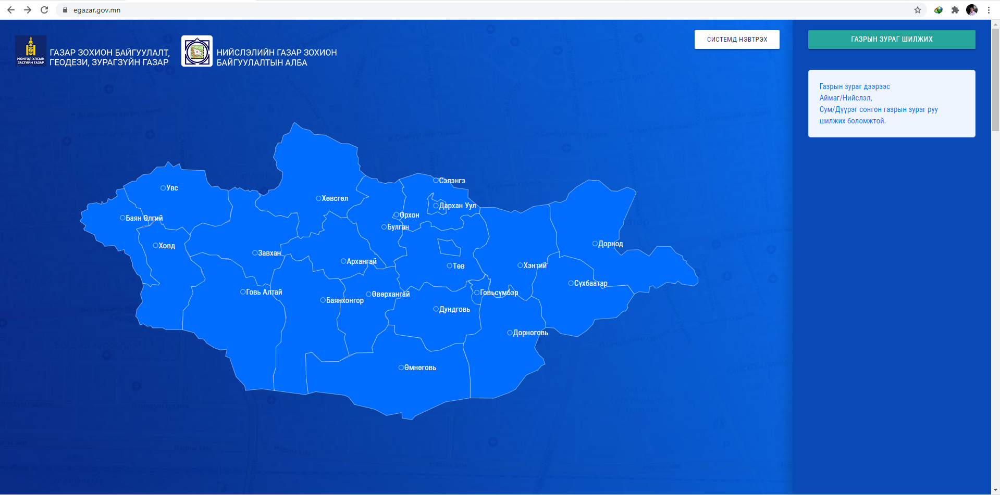 egazar.gov.mn
МОНГОЛ УЛСЫН
ЗАСГИЙН ГАЗАР
ГАЗАР ЗОХИОН БАЙГУУЛАЛТ,
ГЕОДЕЗИ, ЗУРАГЗҮЙН ГАЗАР
НИЙСЛЭЛИЙН ГАЗАР ЗОХИОН
БАЙГУУЛАЛТЫН АЛБА
СИСТЕМД НЭВТРЭХ
ГАЗРЫН ЗУРАГ ШИЛЖИХ
Газрын зураг дээрээс
Аймаг/Нийслэл,
Сум/Дүүрэг сонгон газрын зураг руу
шилжих боломжтой.
Сэлэнгэ
Увс
Хөвсгөл
Дархан Уул
Орхон
Баян Өлгий
Булган
Дорнод
Ховд
Завхан
Архангай
Төв
Хэнтий
Сүхбаатар
Говь Алтай
Говьсүмбэр
Өвөрхангай
Баянхонгор
Дундговь
Дорноговь
Өмнөговь